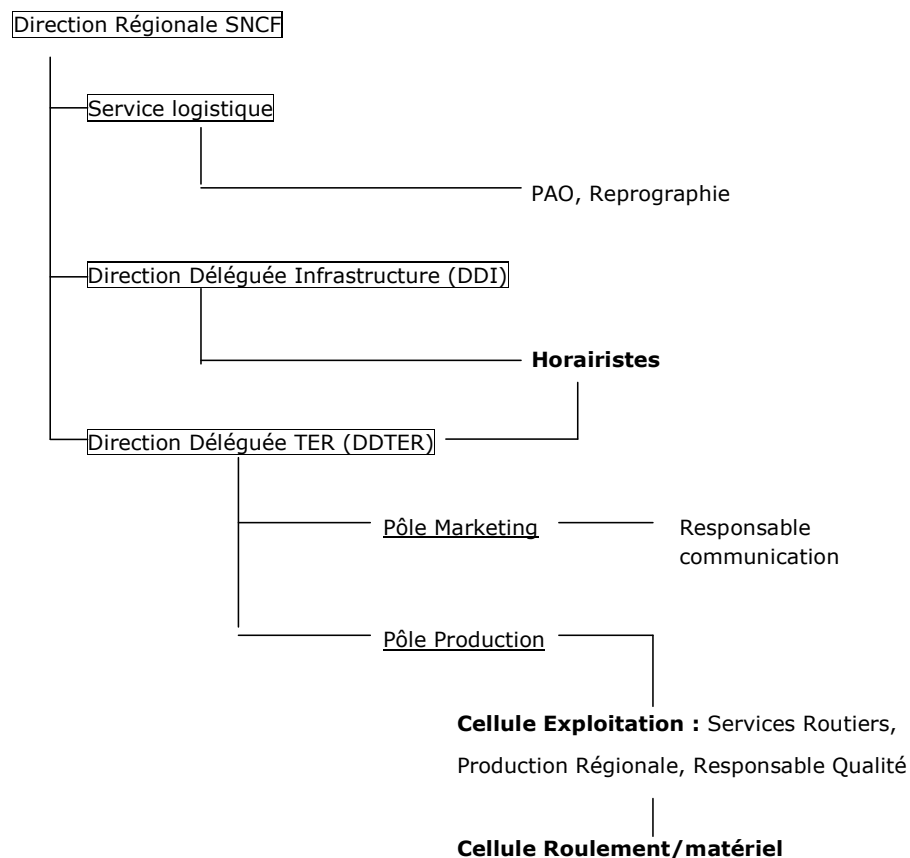 Direction Régionale SNCF
Service logistique
PAO, Reprographie
Direction Déléguée Infrastructure (DDI)
Horairistes
Direction Déléguée TER (DDTER)
Pôle Marketing
Responsable
communication
Pôle Production
Cellule Exploitation : Services Routiers,
Production Régionale, Responsable Qualité
Cellule Roulement/matériel